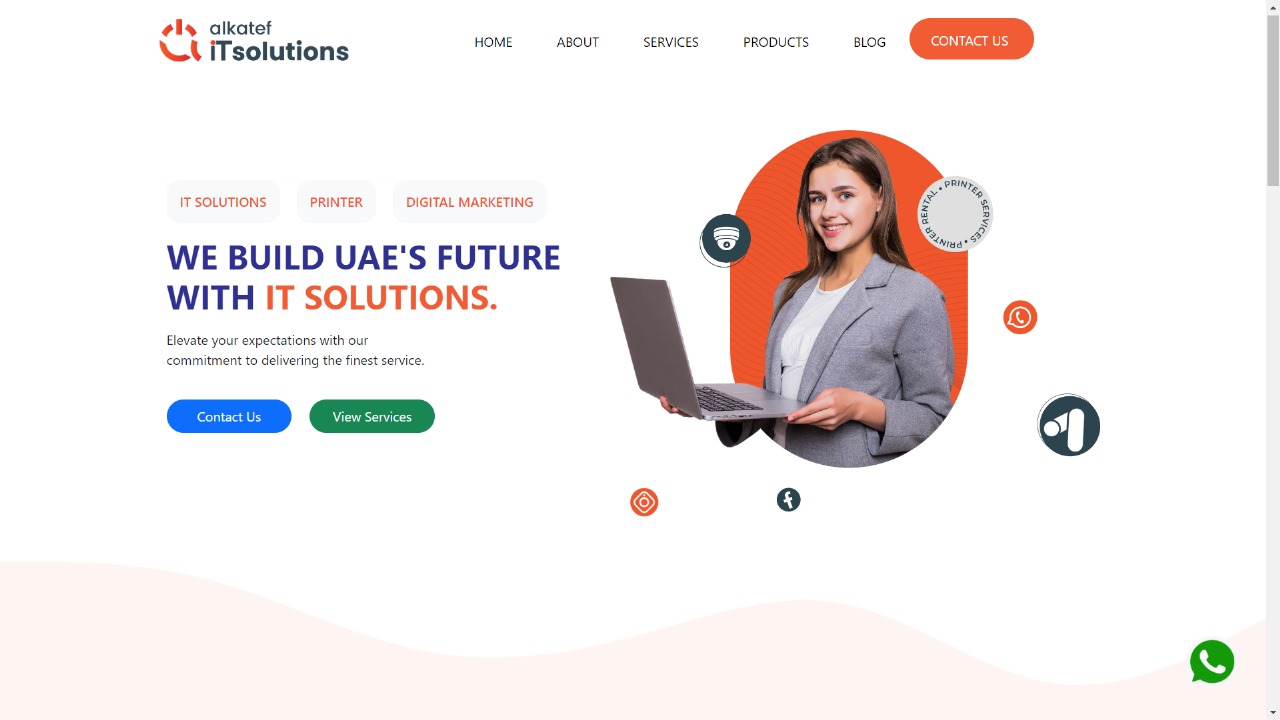 alkatef
iTsolutions
HOME
ABOUT
SERVICES
PRODUCTS
BLOG
CONTACT US
IT SOLUTIONS
PRINTER
DIGITAL MARKETING
PRINTER SERVICES • PRINTER RENTAL •
WE BUILD UAE'S FUTURE
WITH IT SOLUTIONS.
Elevate your expectations with our
commitment to delivering the finest service.
Contact Us
View Services